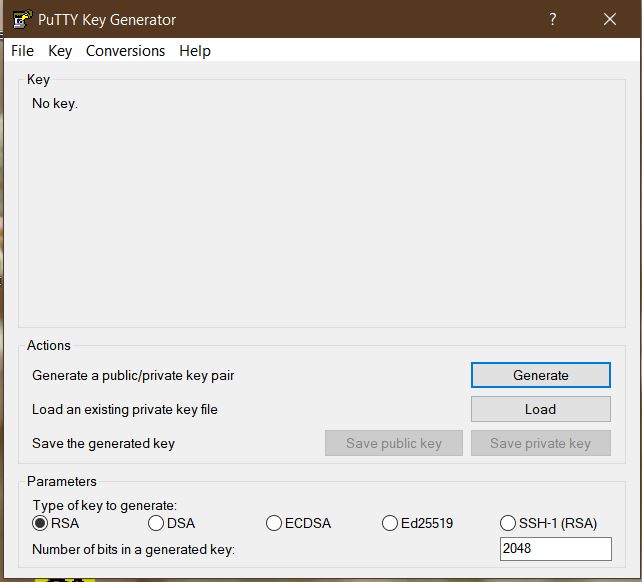 PuTTY Key Generator ?
File Key Conversions Help
Key
No key.
Actions
Generate a public/private key pair Generate
Load an existing private key file Load
Save the generated key Save public key Save private key
Parameters
Type of key to generate:
RSA DSA ECDSA Ed25519 SSH-1 (RSA)
Number of bits in a generated key: 2048